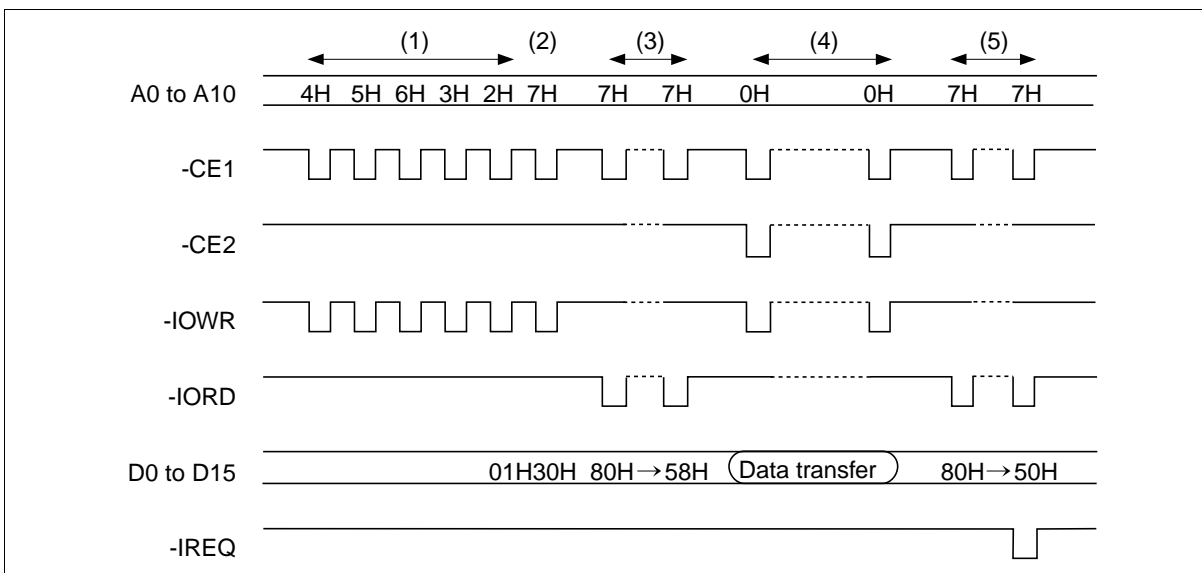 (1) (2) (3) (4) (5)
A0 to A10 4H 5H 6H 3H 2H 7H 7H 7H 0H 0H 7H 7H
-CE1
-CE2
-IOWR
-IORD
D0 to D15 01H30H 80H→58H Data transfer 80H→50H
-IREQ